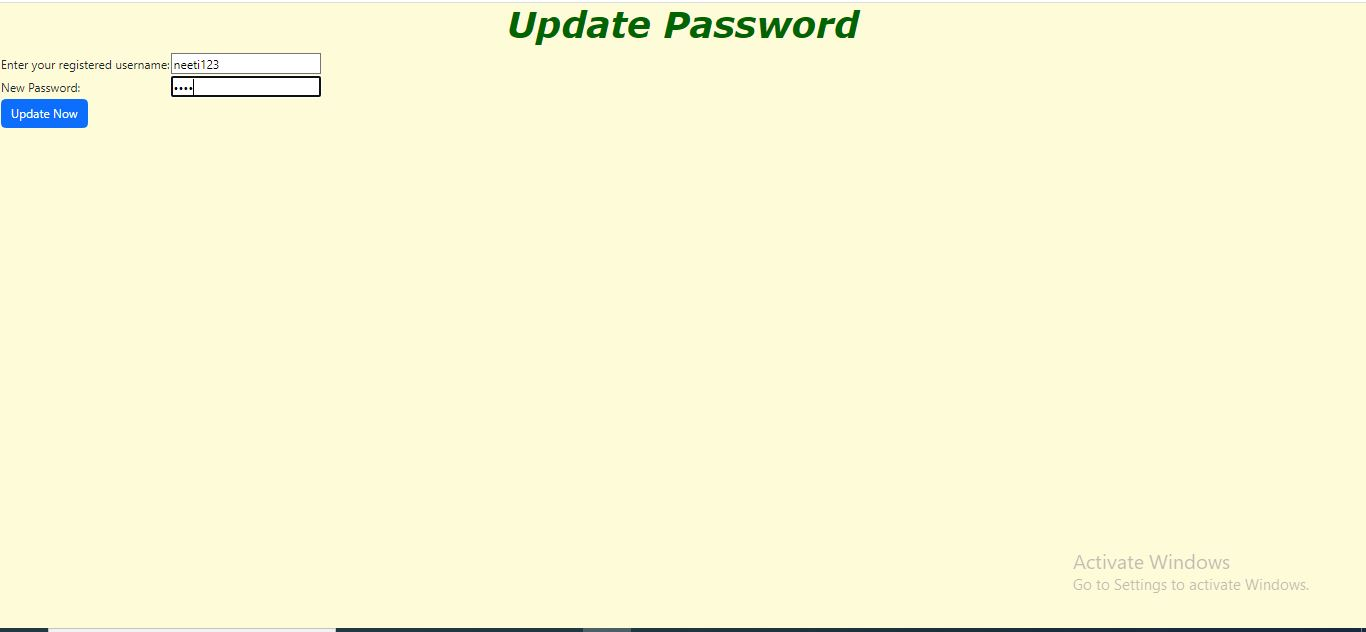 Update Password
Enter your registered username: neeti123
New Password: ••••
Update Now
Activate Windows
Go to Settings to activate Windows.